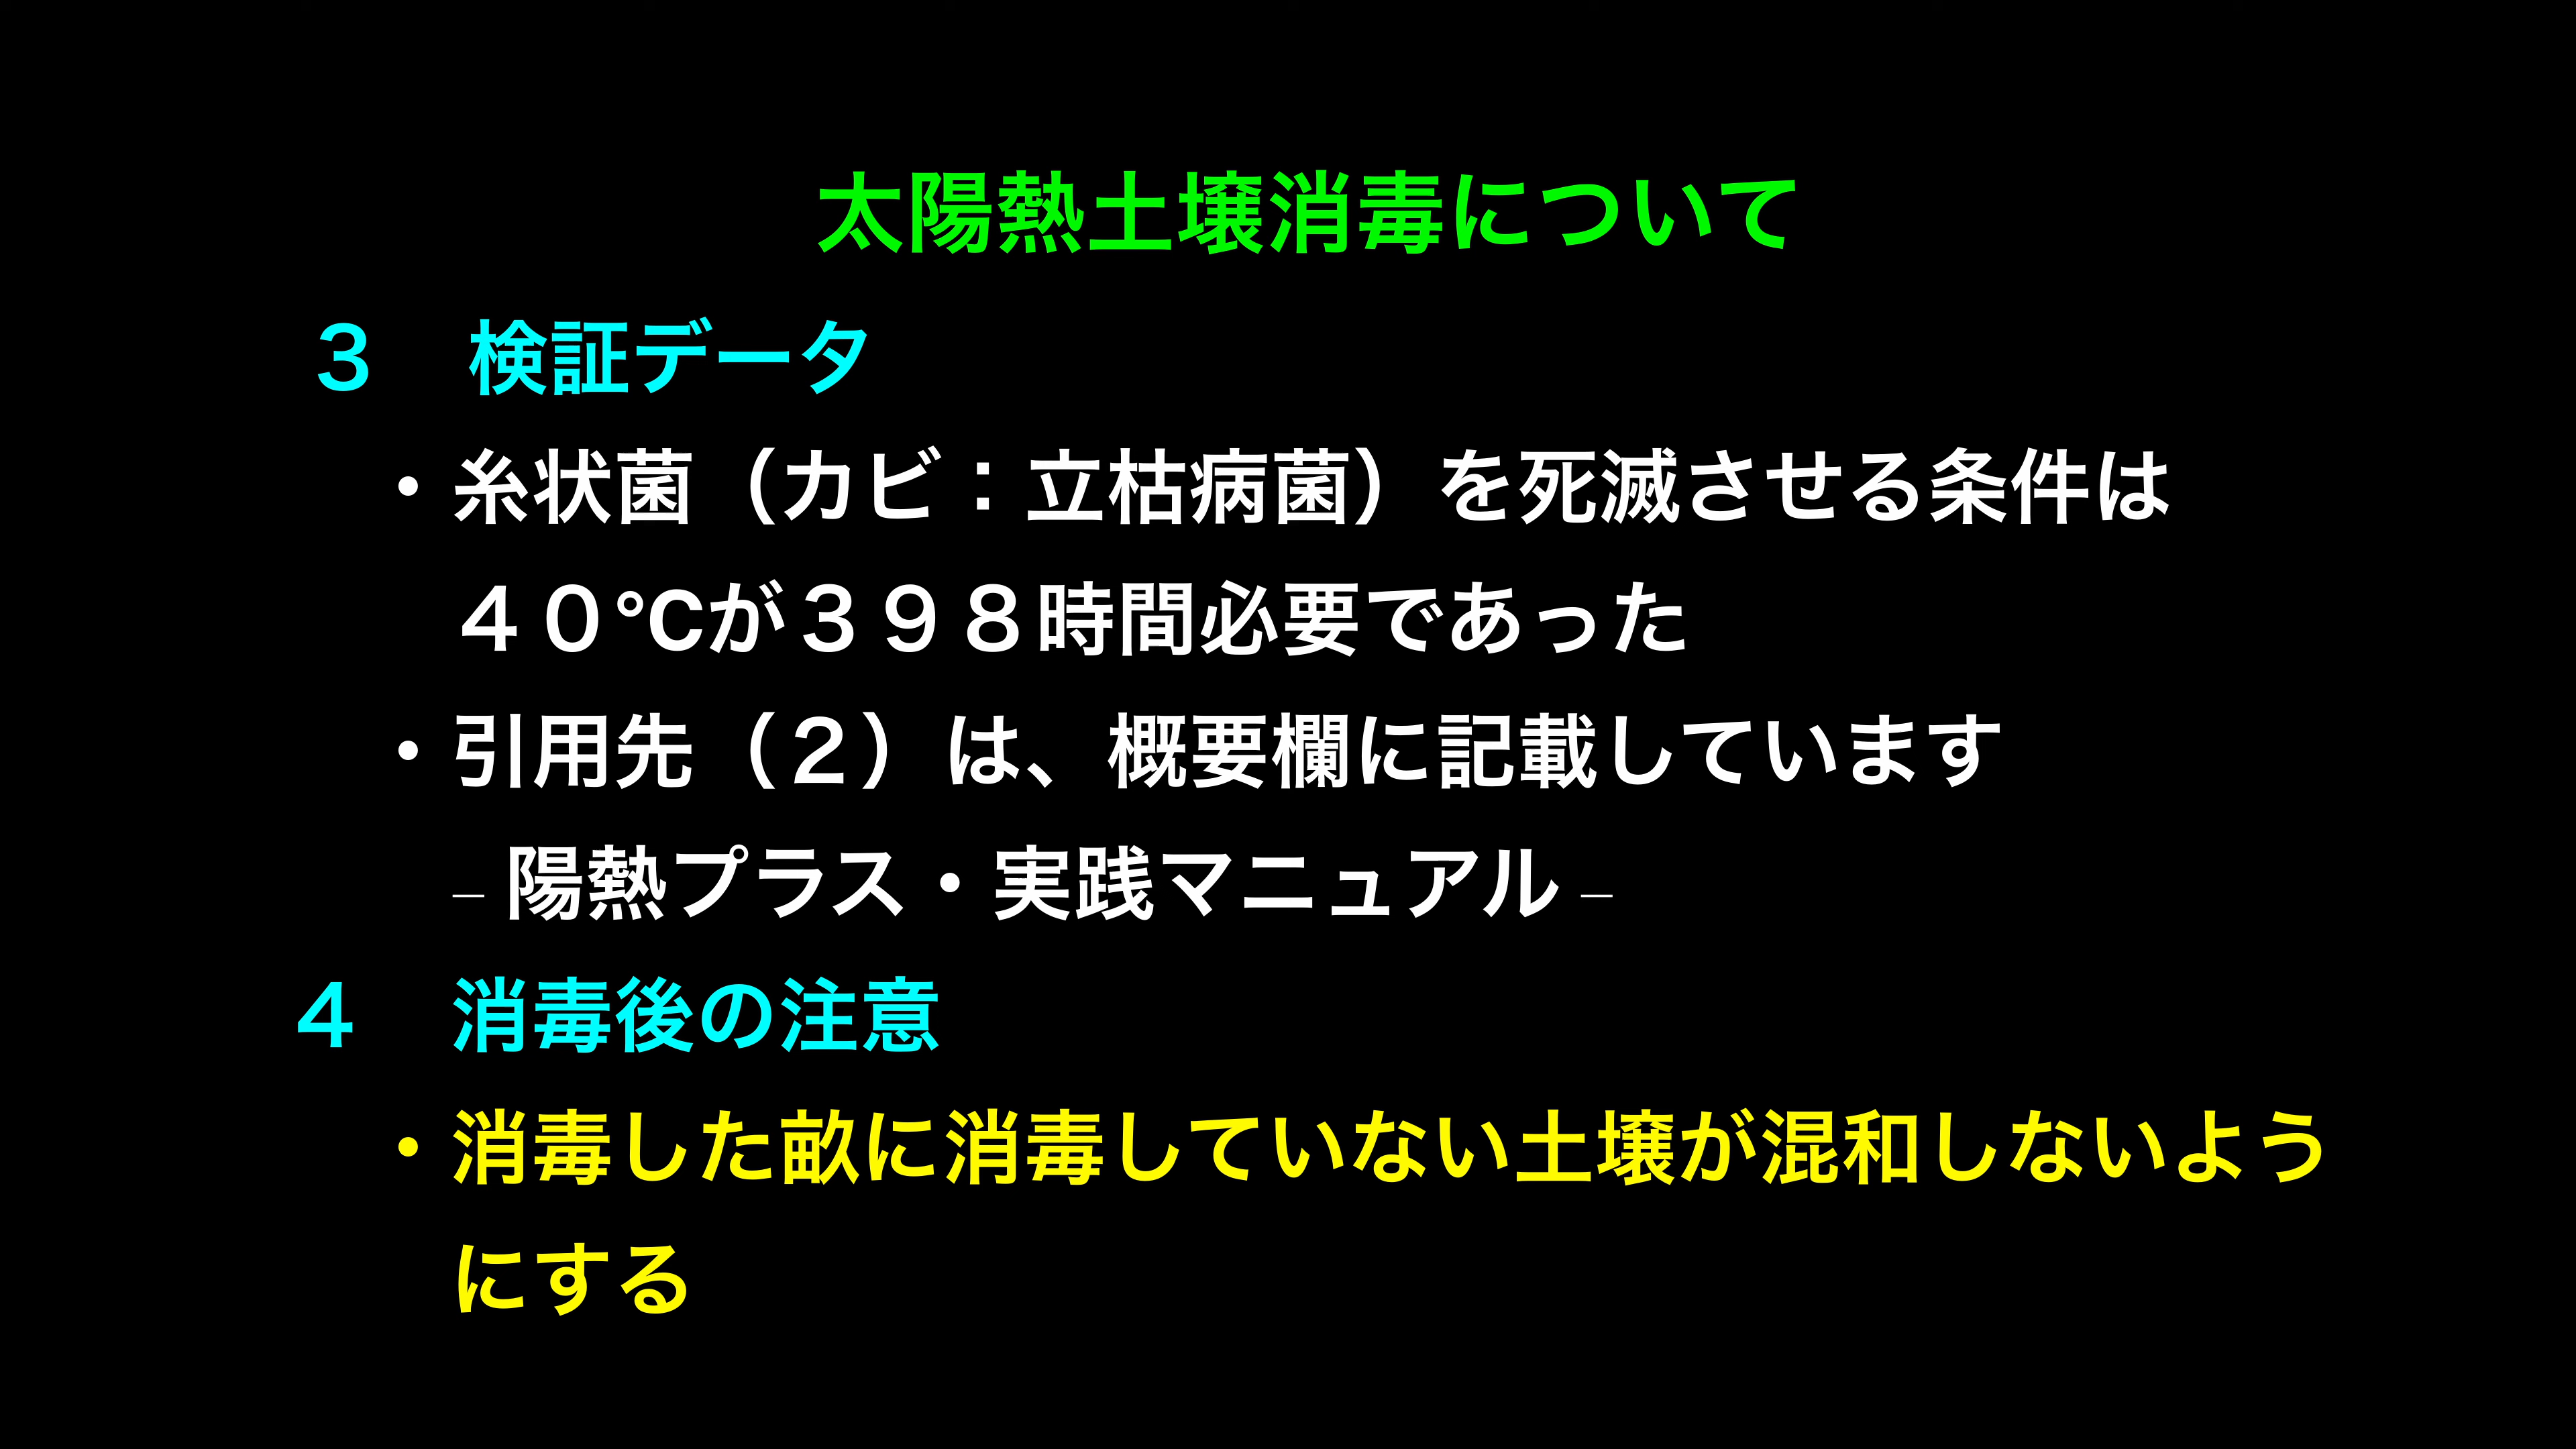 太陽熱土壌消毒について
３　検証データ
・糸状菌（カビ：立枯病菌）を死滅させる条件は
４０℃が３９８時間必要であった
・引用先（２）は、概要欄に記載しています
– 陽熱プラス・実践マニュアル –
４　消毒後の注意
・消毒した畝に消毒していない土壌が混和しないよう
にする